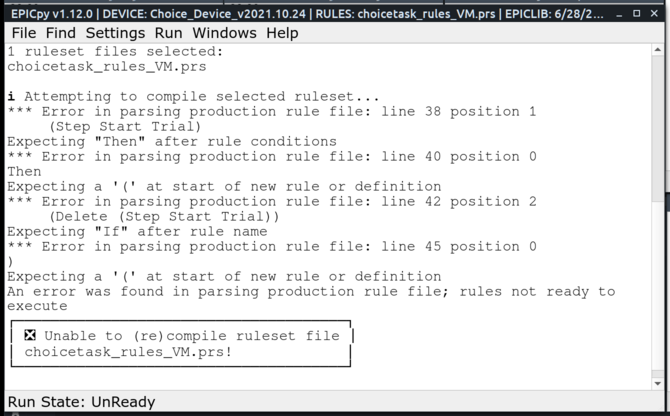 EPICpy v1.12.0 | DEVICE: Choice_Device_v2021.10.24 | RULES: choicetask_rules_VM.prs | EPICLIB: 6/28/2...
File Find Settings Run Windows Help
1 ruleset files selected:
choicetask_rules_VM.prs
i Attempting to compile selected ruleset...
*** Error in parsing production rule file: line 38 position 1
(Step Start Trial)
Expecting "Then" after rule conditions
*** Error in parsing production rule file: line 40 position 0
Then
Expecting a '(' at start of new rule or definition
*** Error in parsing production rule file: line 42 position 2
(Delete (Step Start Trial))
Expecting "If" after rule name
*** Error in parsing production rule file: line 45 position 0
)
Expecting a '(' at start of new rule or definition
An error was found in parsing production rule file; rules not ready to
execute
Unable to (re)compile ruleset file
choicetask_rules_VM.prs!
Run State: UnReady